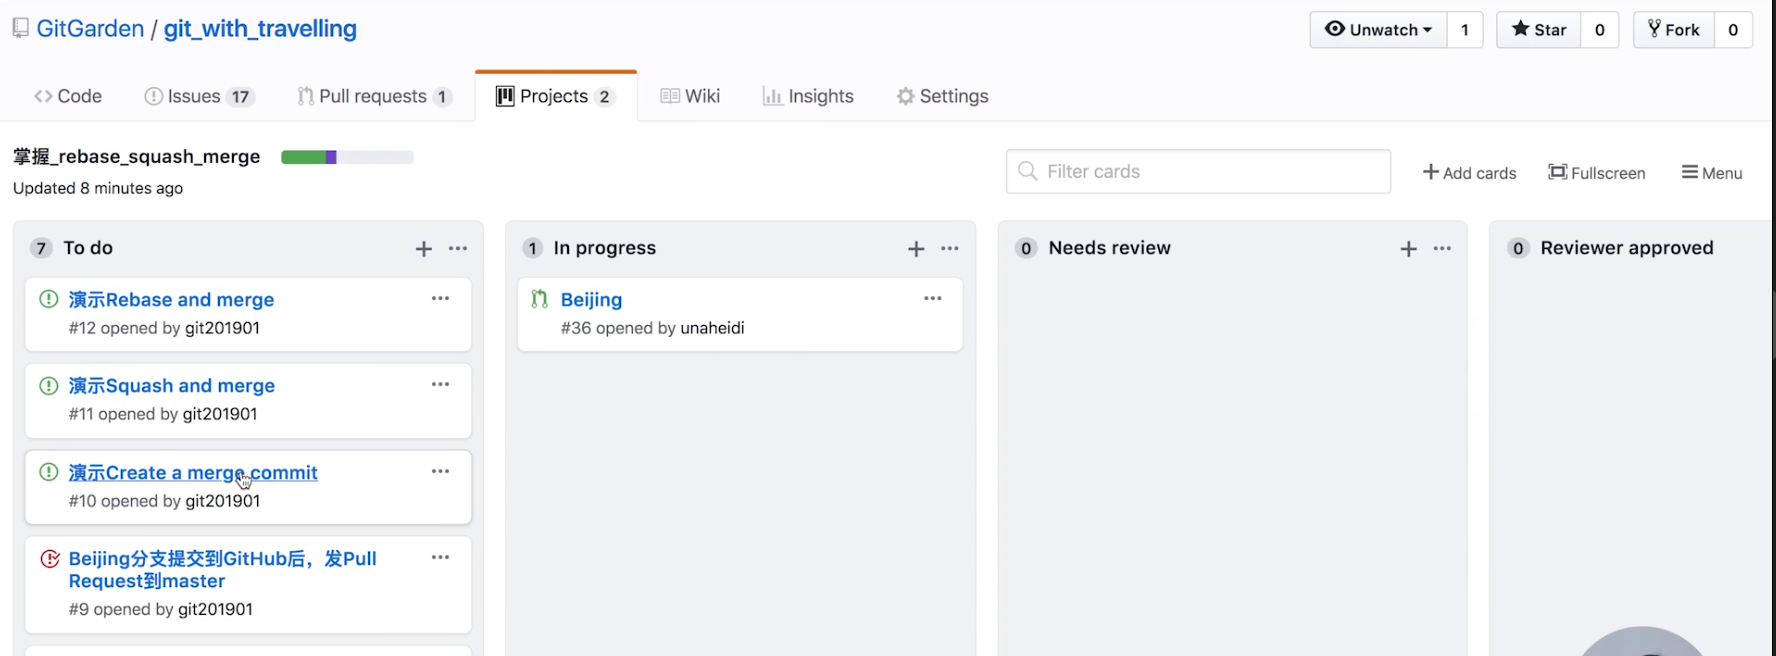 GitGarden / git_with_travelling
Unwatch 1 Star 0 Fork 0
Code Issues 17 Pull requests 1 Projects 2 Wiki Insights Settings
掌握_rebase_squash_merge
Updated 8 minutes ago
Filter cards
Add cards Fullscreen Menu
7 To do
演示Rebase and merge
#12 opened by git201901
演示Squash and merge
#11 opened by git201901
演示Create a merge commit
#10 opened by git201901
Beijing分支提交到GitHub后，发Pull
Request到master
#9 opened by git201901
1 In progress
Beijing
#36 opened by unaheidi
0 Needs review
0 Reviewer approved